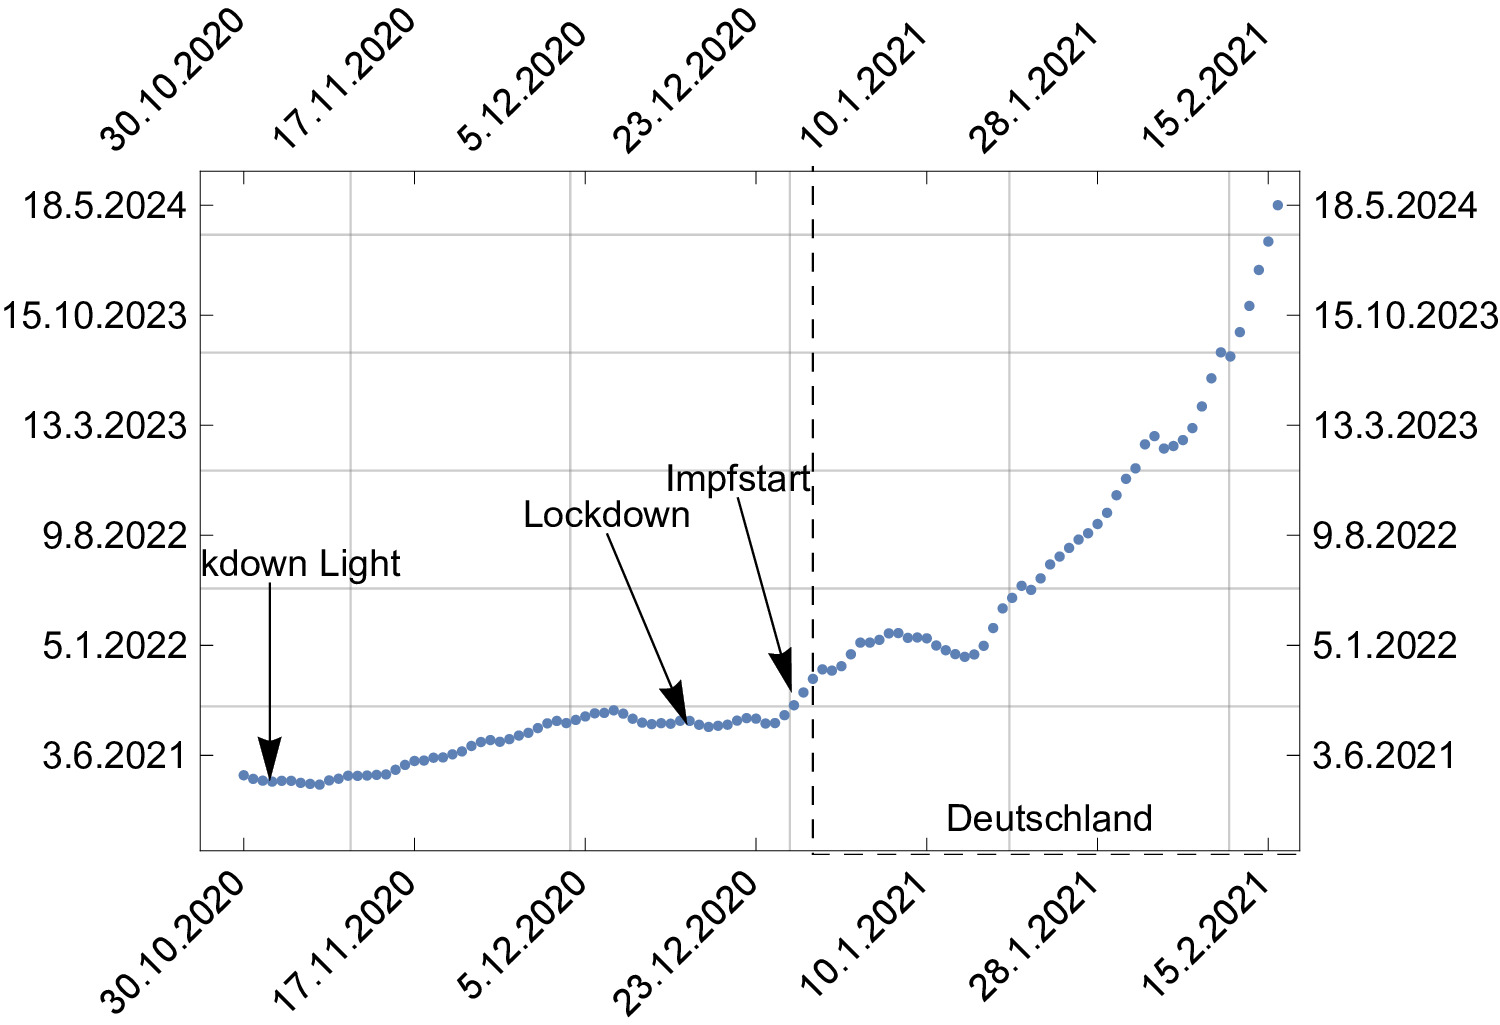 30.10.2020 17.11.2020 5.12.2020 23.12.2020 10.1.2021 28.1.2021 15.2.2021
18.5.2024 18.5.2024
15.10.2023 15.10.2023
13.3.2023 13.3.2023
Impfstart
Lockdown
9.8.2022 9.8.2022
kdown Light
5.1.2022 5.1.2022
3.6.2021 3.6.2021
Deutschland
30.10.2020 17.11.2020 5.12.2020 23.12.2020 10.1.2021 28.1.2021 15.2.2021